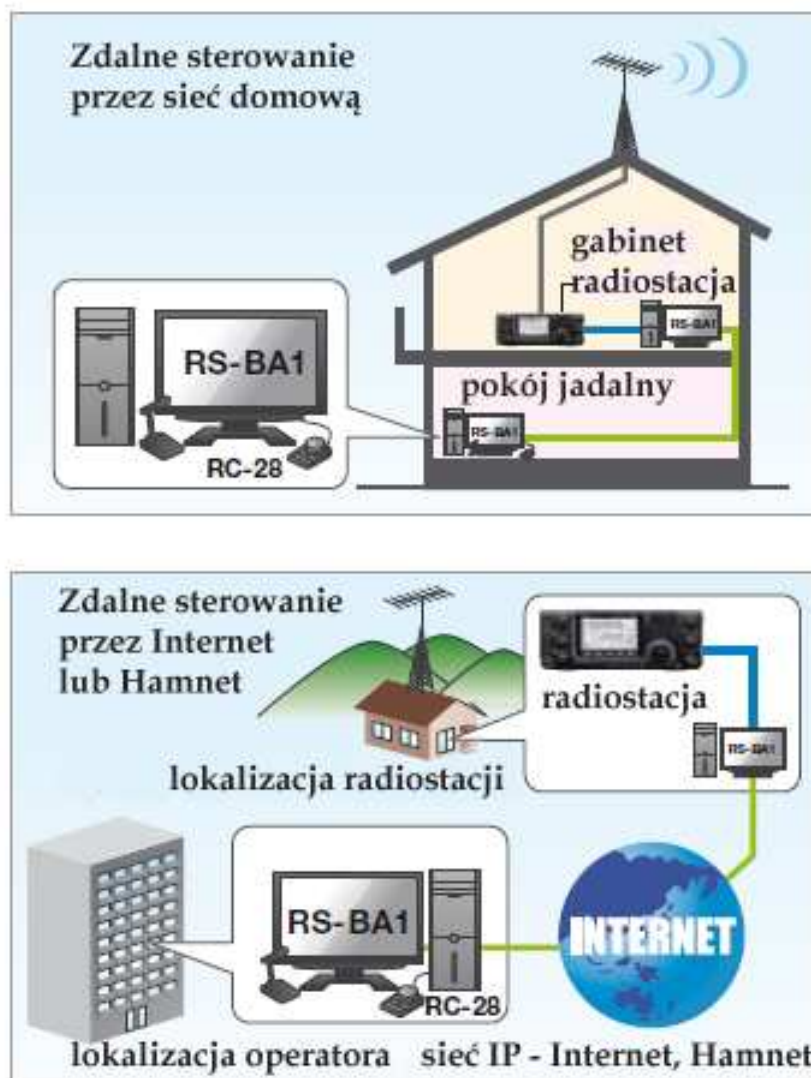 Zdalne sterowanie
przez sieć domową
gabinet
radiostacja
RS-BA1
RS-BA1
pokój jadalny
RS-BA1
RC-28
Zdalne sterowanie
przez Internet
lub Hamnet
radiostacja
RS-BA1
lokalizacja radiostacji
RS-BA1
INTERNET
RC-28
lokalizacja operatora sieć IP - Internet, Hamnet